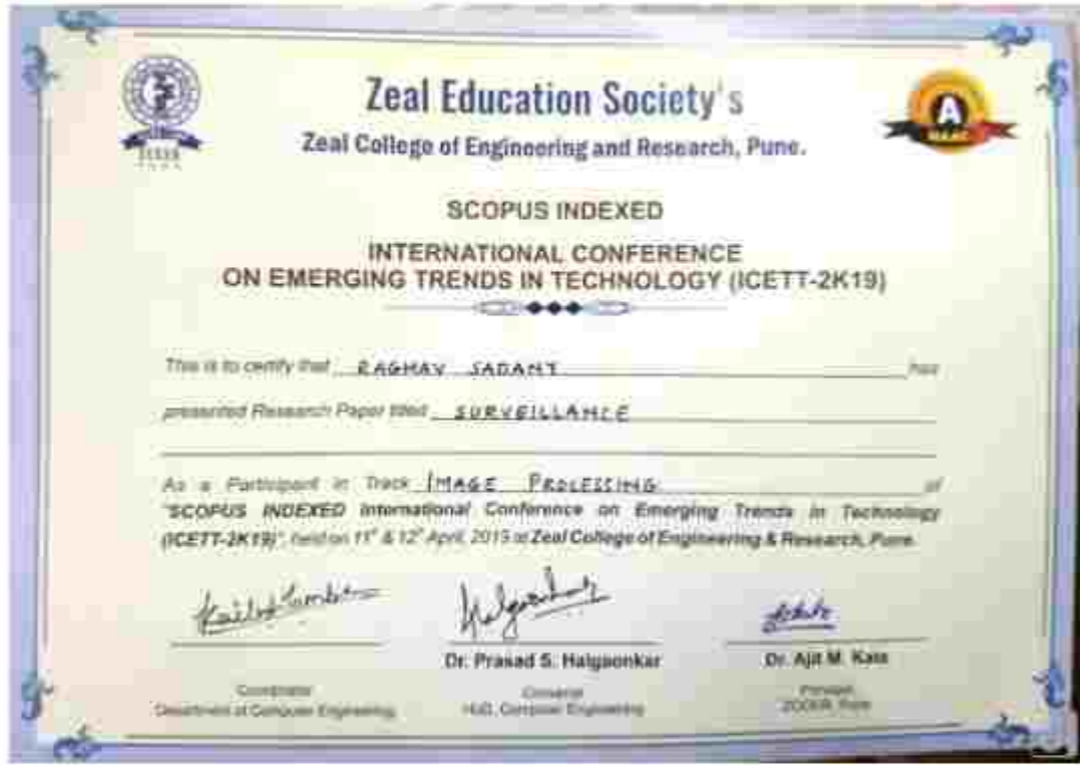 Zeal Education Society's
Zeal College of Engineering and Research, Pune.
A
SCOPUS INDEXED
INTERNATIONAL CONFERENCE
ON EMERGING TRENDS IN TECHNOLOGY (ICETT-2K19)
This is to certify that RAGHAV SADANT has
presented Research Paper titled SURVEILLANCE
As a Participant in Track IMAGE PROCESSING of
"SCOPUS INDEXED International Conference on Emerging Trends in Technology
(ICETT-2K19)", held on 11th & 12th April, 2019 at Zeal College of Engineering & Research, Pune.
Dr. Prasad S. Halgaonkar
Dr. Ajit M. Kate
Coordinator
Convener
Principal
Department of Computer Engineering
HoD, Computer Engineering
ZCOER, Pune